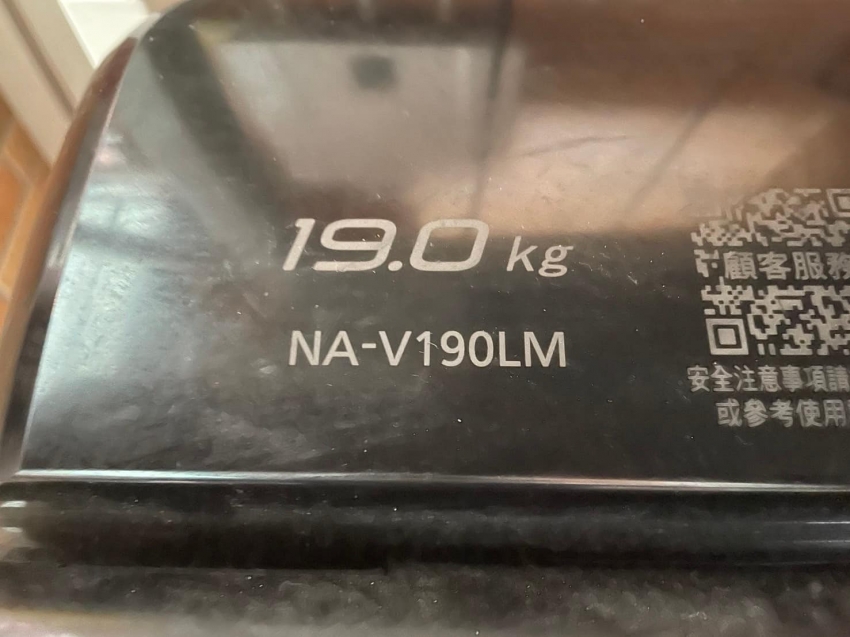 19.0 kg
NA-V190LM
顧客服務
安全注意事項請
或參考使用